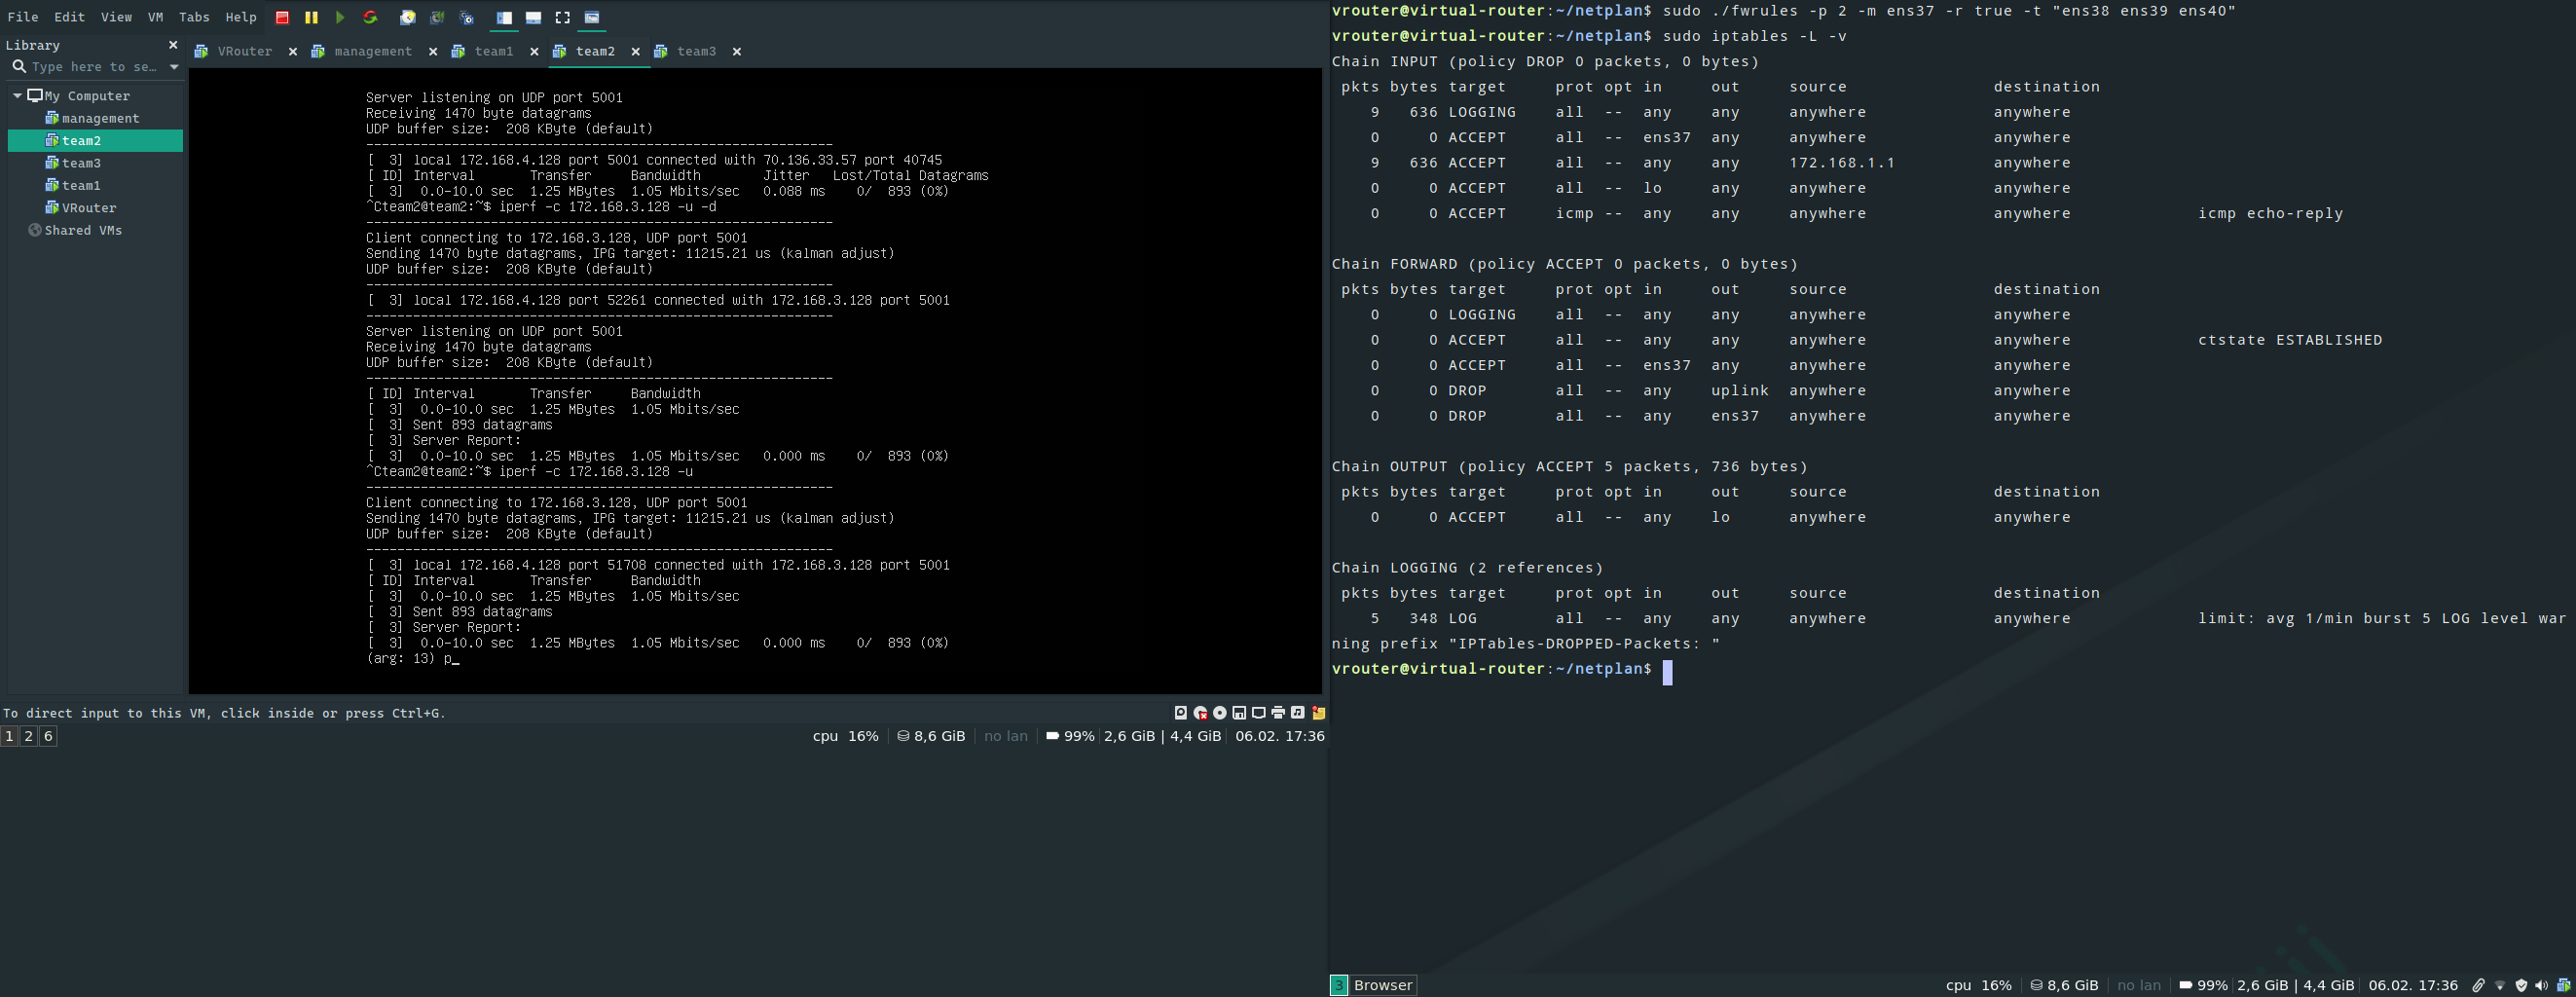 File Edit View VM Tabs Help
Library
Type here to se...
My Computer
management
team2
team3
team1
VRouter
Shared VMs
VRouter management team1 team2 team3
Server listening on UDP port 5001
Receiving 1470 byte datagrams
UDP buffer size:  208 KByte (default)
------------------------------------------------------------
[  3] local 172.168.4.128 port 5001 connected with 70.136.33.57 port 40745
[ ID] Interval       Transfer     Bandwidth        Jitter   Lost/Total Datagrams
[  3]  0.0-10.0 sec  1.25 MBytes  1.05 Mbits/sec   0.088 ms    0/  893 (0%)
^Cteam2@team2:~$ iperf -c 172.168.3.128 -u -d
------------------------------------------------------------
Client connecting to 172.168.3.128, UDP port 5001
Sending 1470 byte datagrams, IPG target: 11215.21 us (kalman adjust)
UDP buffer size:  208 KByte (default)
------------------------------------------------------------
[  3] local 172.168.4.128 port 52261 connected with 172.168.3.128 port 5001
------------------------------------------------------------
Server listening on UDP port 5001
Receiving 1470 byte datagrams
UDP buffer size:  208 KByte (default)
------------------------------------------------------------
[ ID] Interval       Transfer     Bandwidth
[  3]  0.0-10.0 sec  1.25 MBytes  1.05 Mbits/sec
[  3] Sent 893 datagrams
[  3] Server Report:
[  3]  0.0-10.0 sec  1.25 MBytes  1.05 Mbits/sec   0.000 ms    0/  893 (0%)
^Cteam2@team2:~$ iperf -c 172.168.3.128 -u
------------------------------------------------------------
Client connecting to 172.168.3.128, UDP port 5001
Sending 1470 byte datagrams, IPG target: 11215.21 us (kalman adjust)
UDP buffer size:  208 KByte (default)
------------------------------------------------------------
[  3] local 172.168.4.128 port 51708 connected with 172.168.3.128 port 5001
[ ID] Interval       Transfer     Bandwidth
[  3]  0.0-10.0 sec  1.25 MBytes  1.05 Mbits/sec
[  3] Sent 893 datagrams
[  3] Server Report:
[  3]  0.0-10.0 sec  1.25 MBytes  1.05 Mbits/sec   0.000 ms    0/  893 (0%)
(arg: 13) p_
To direct input to this VM, click inside or press Ctrl+G.
1 2 6
cpu 16% 8,6 GiB no lan 99% 2,6 GiB | 4,4 GiB 06.02. 17:36
vrouter@virtual-router:~/netplan$ sudo ./fwrules -p 2 -m ens37 -r true -t "ens38 ens39 ens40"
vrouter@virtual-router:~/netplan$ sudo iptables -L -v
Chain INPUT (policy DROP 0 packets, 0 bytes)
pkts bytes target prot opt in out source destination
9 636 LOGGING all -- any any anywhere anywhere
0 0 ACCEPT all -- ens37 any anywhere anywhere
9 636 ACCEPT all -- any any 172.168.1.1 anywhere
0 0 ACCEPT all -- lo any anywhere anywhere
0 0 ACCEPT icmp -- any any anywhere anywhere icmp echo-reply
Chain FORWARD (policy ACCEPT 0 packets, 0 bytes)
pkts bytes target prot opt in out source destination
0 0 LOGGING all -- any any anywhere anywhere
0 0 ACCEPT all -- any any anywhere anywhere ctstate ESTABLISHED
0 0 ACCEPT all -- ens37 any anywhere anywhere
0 0 DROP all -- any uplink anywhere anywhere
0 0 DROP all -- any ens37 anywhere anywhere
Chain OUTPUT (policy ACCEPT 5 packets, 736 bytes)
pkts bytes target prot opt in out source destination
0 0 ACCEPT all -- any lo anywhere anywhere
Chain LOGGING (2 references)
pkts bytes target prot opt in out source destination
5 348 LOG all -- any any anywhere anywhere limit: avg 1/min burst 5 LOG level war
ning prefix "IPTables-DROPPED-Packets: "
vrouter@virtual-router:~/netplan$
3 Browser
cpu 16% 8,6 GiB no lan 99% 2,6 GiB | 4,4 GiB 06.02. 17:36